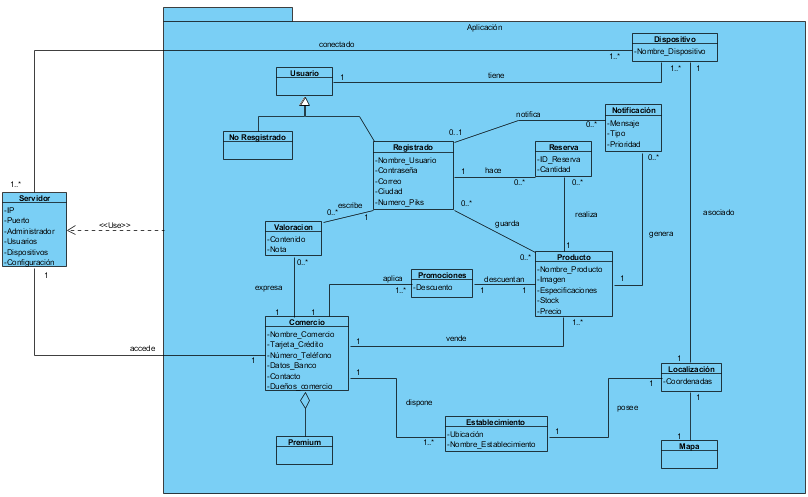 Aplicación
conectado
Dispositivo
-Nombre_Dispositivo
1..*
1..*
1
Usuario
1
tiene
No Resgistrado
notifica
0..1
0..*
Notificación
-Mensaje
-Tipo
-Prioridad
0..*
Registrado
-Nombre_Usuario
-Contraseña
-Correo
-Ciudad
-Numero_Piks
1
hace
0..*
Reserva
-ID_Reserva
-Cantidad
0..*
1..*
Servidor
-IP
-Puerto
-Administrador
-Usuarios
-Dispositivos
-Configuración
1
<<Use>>
escribe
0..*
1
0..*
guarda
0..*
realiza
1
asociado
genera
Valoracion
-Contenido
-Nota
0..*
Producto
-Nombre_Producto
-Imagen
-Especificaciones
-Stock
-Precio
1
1..*
expresa
aplica
1..*
Promociones
-Descuento
descuentan
1
1
1
1
Comercio
-Nombre_Comercio
-Tarjeta_Crédito
-Número_Teléfono
-Datos_Banco
-Contacto
-Dueños_comercio
1
vende
accede
1
1
dispone
1..*
Establecimiento
-Ubicación
-Nombre_Establecimiento
1
posee
1
1
Localización
-Coordenadas
1
1
Mapa
Premium